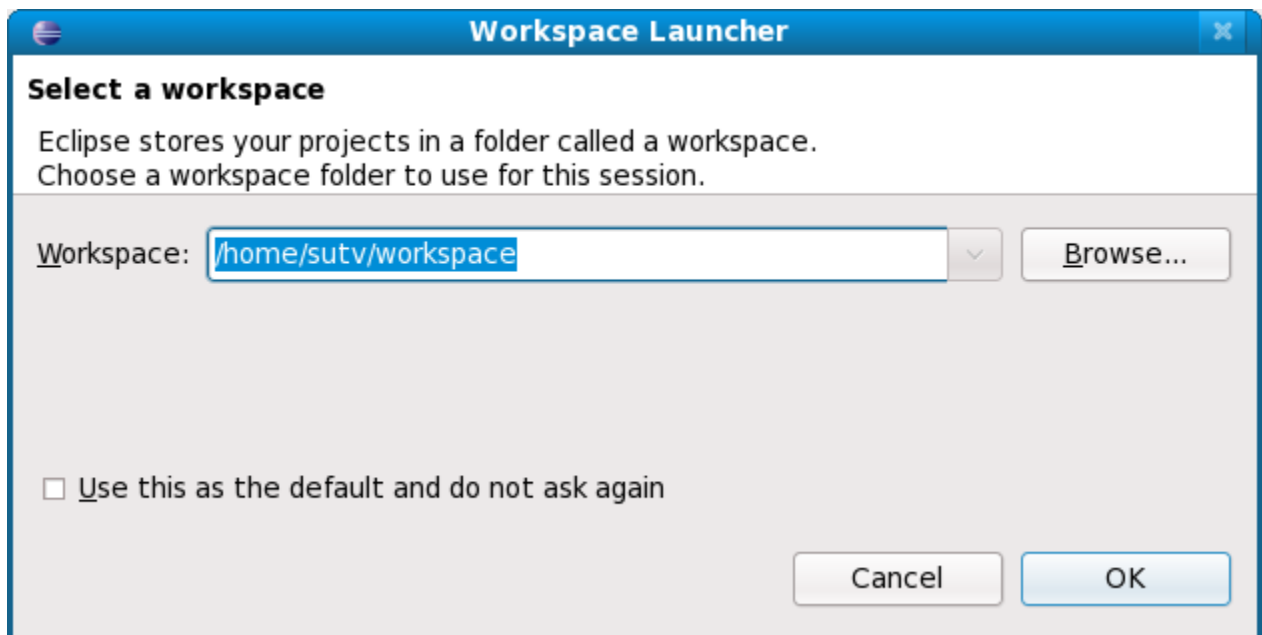 Workspace Launcher
Select a workspace
Eclipse stores your projects in a folder called a workspace.
Choose a workspace folder to use for this session.
Workspace: /home/sutv/workspace Browse...
Use this as the default and do not ask again
Cancel OK